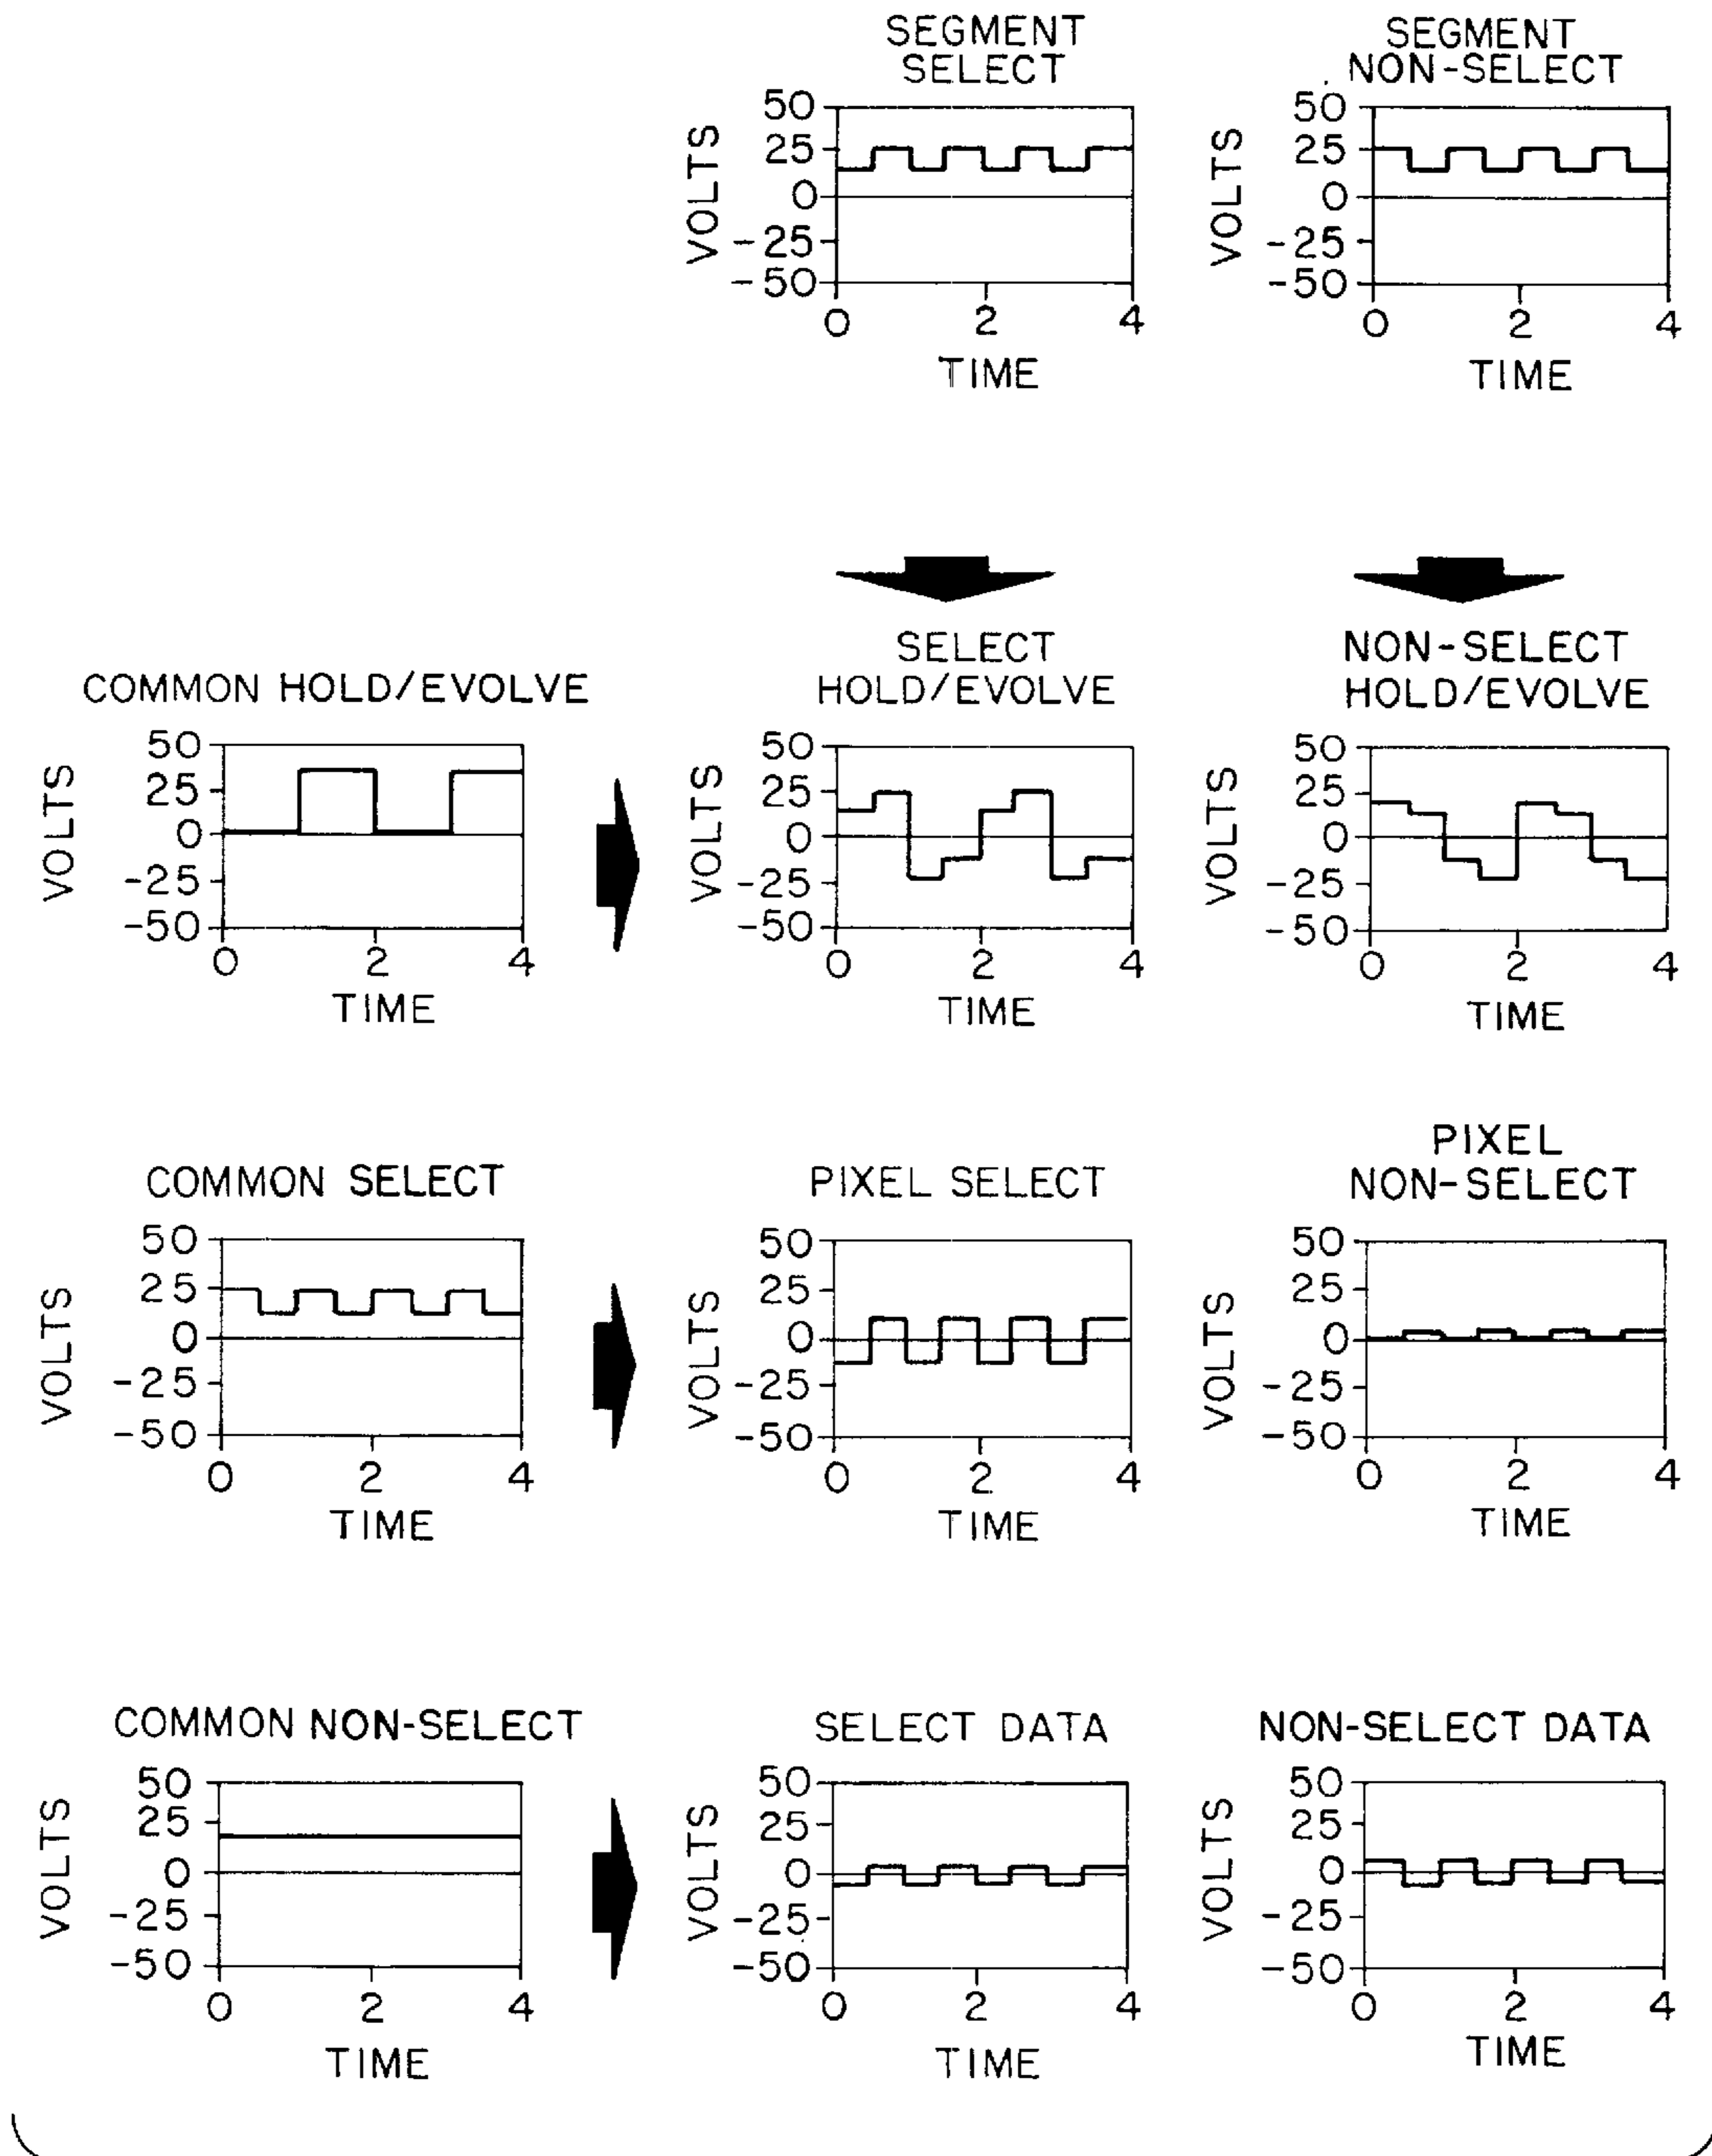 SEGMENT
SELECT
50
25
0
-25
-50
VOLTS
0 2 4
TIME
SEGMENT
NON-SELECT
50
25
0
-25
-50
VOLTS
0 2 4
TIME
COMMON HOLD/EVOLVE
50
25
0
-25
-50
VOLTS
0 2 4
TIME
SELECT
HOLD/EVOLVE
50
25
0
-25
-50
VOLTS
0 2 4
TIME
NON-SELECT
HOLD/EVOLVE
50
25
0
-25
-50
VOLTS
0 2 4
TIME
COMMON SELECT
50
25
0
-25
-50
VOLTS
0 2 4
TIME
PIXEL SELECT
50
25
0
-25
-50
VOLTS
0 2 4
TIME
PIXEL
NON-SELECT
50
25
0
-25
-50
VOLTS
0 2 4
TIME
COMMON NON-SELECT
50
25
0
-25
-50
VOLTS
0 2 4
TIME
SELECT DATA
50
25
0
-25
-50
VOLTS
0 2 4
TIME
NON-SELECT DATA
50
25
0
-25
-50
VOLTS
0 2 4
TIME